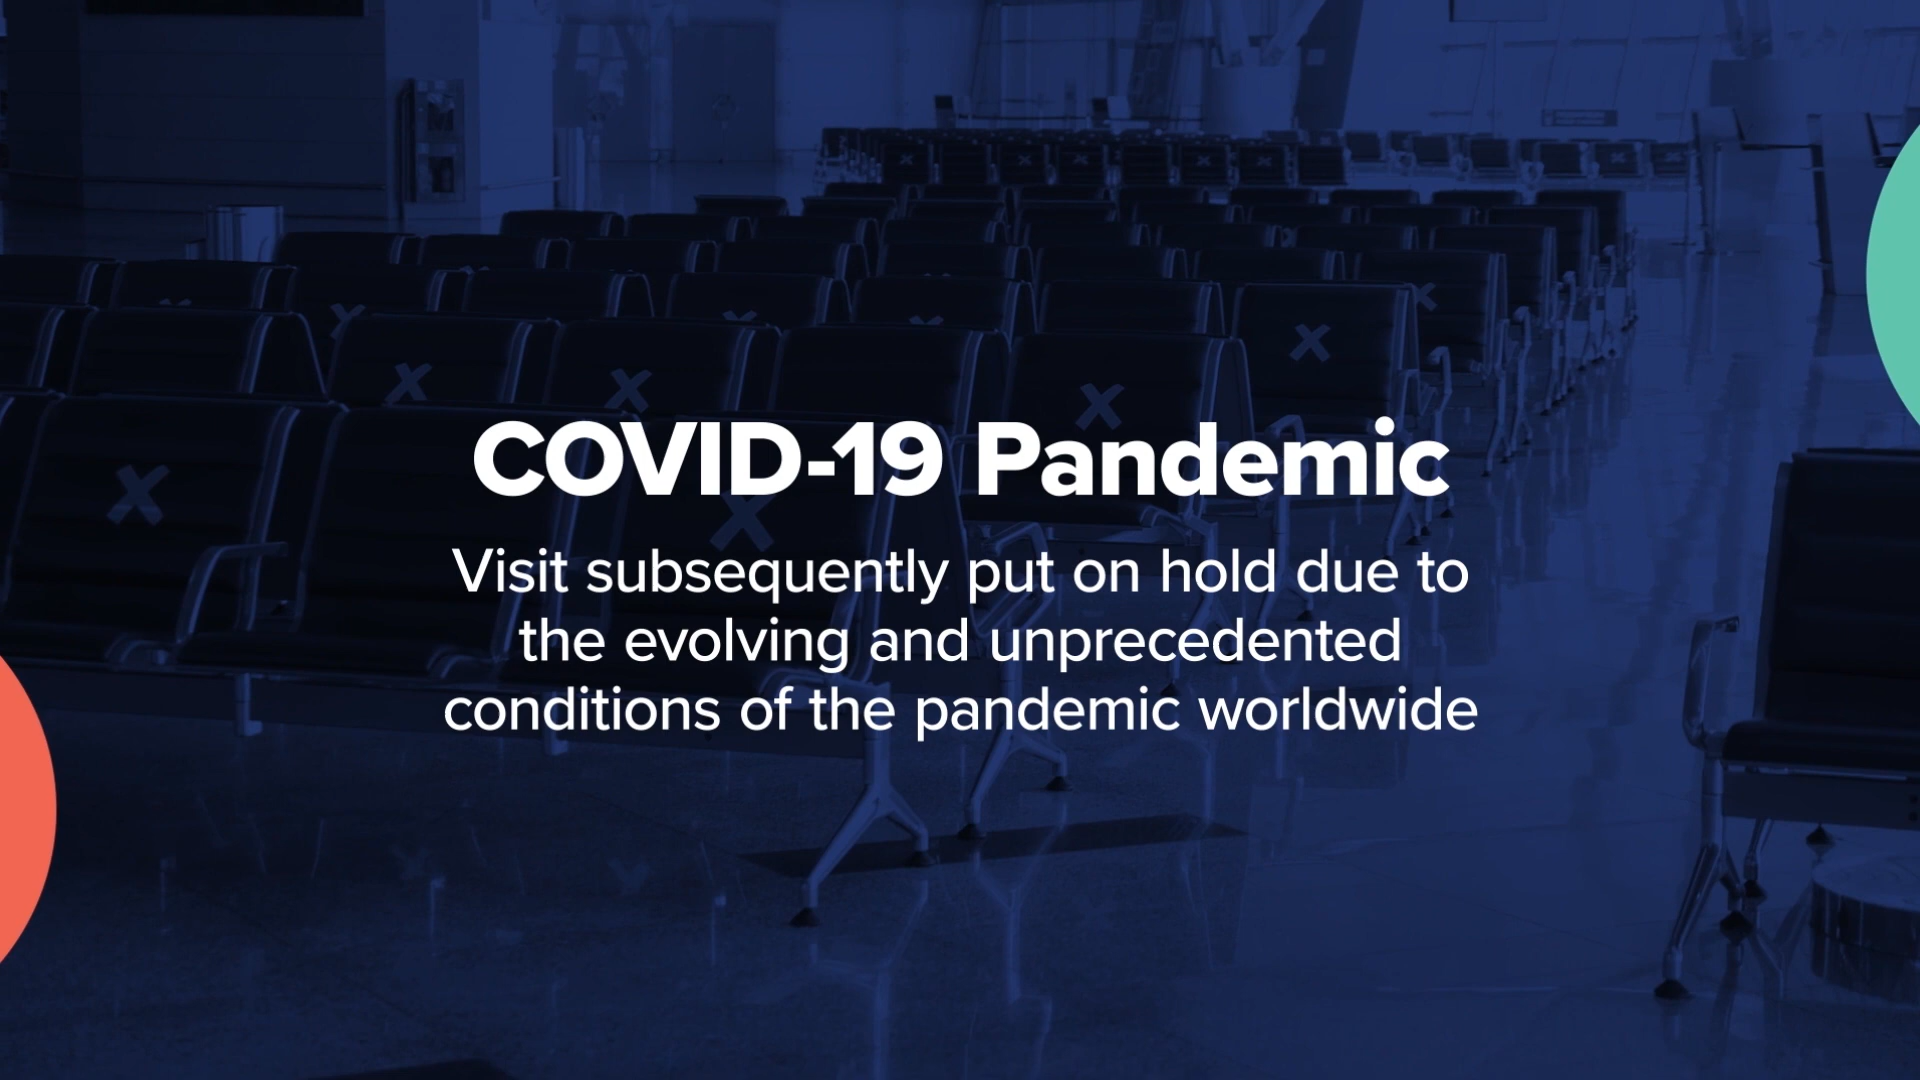 COVID-19 Pandemic
Visit subsequently put on hold due to
the evolving and unprecedented
conditions of the pandemic worldwide